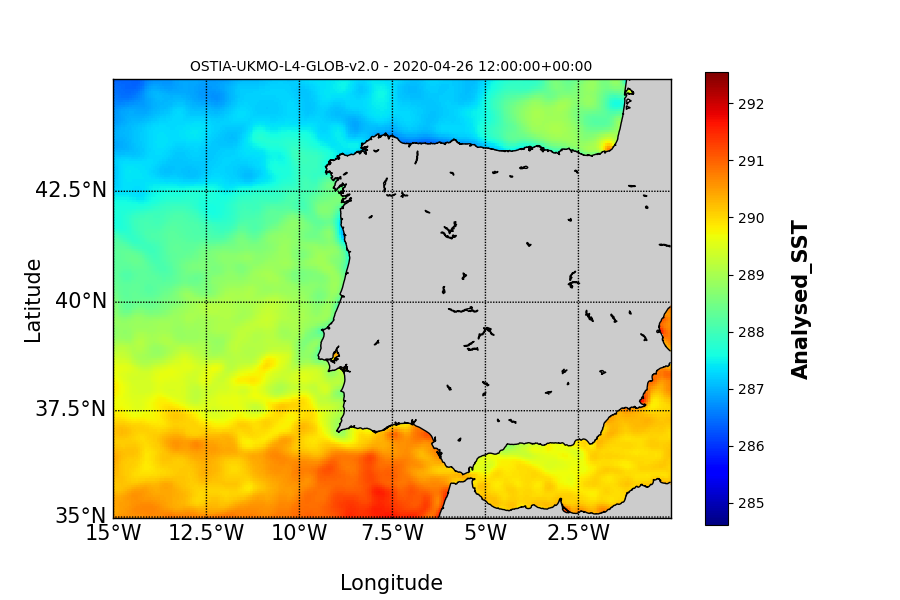 OSTIA-UKMO-L4-GLOB-v2.0 - 2020-04-26 12:00:00+00:00
42.5°N
40°N
37.5°N
35°N
15°W 12.5°W 10°W 7.5°W 5°W 2.5°W
Latitude
Longitude
292
291
290
289
288
287
286
285
Analysed_SST